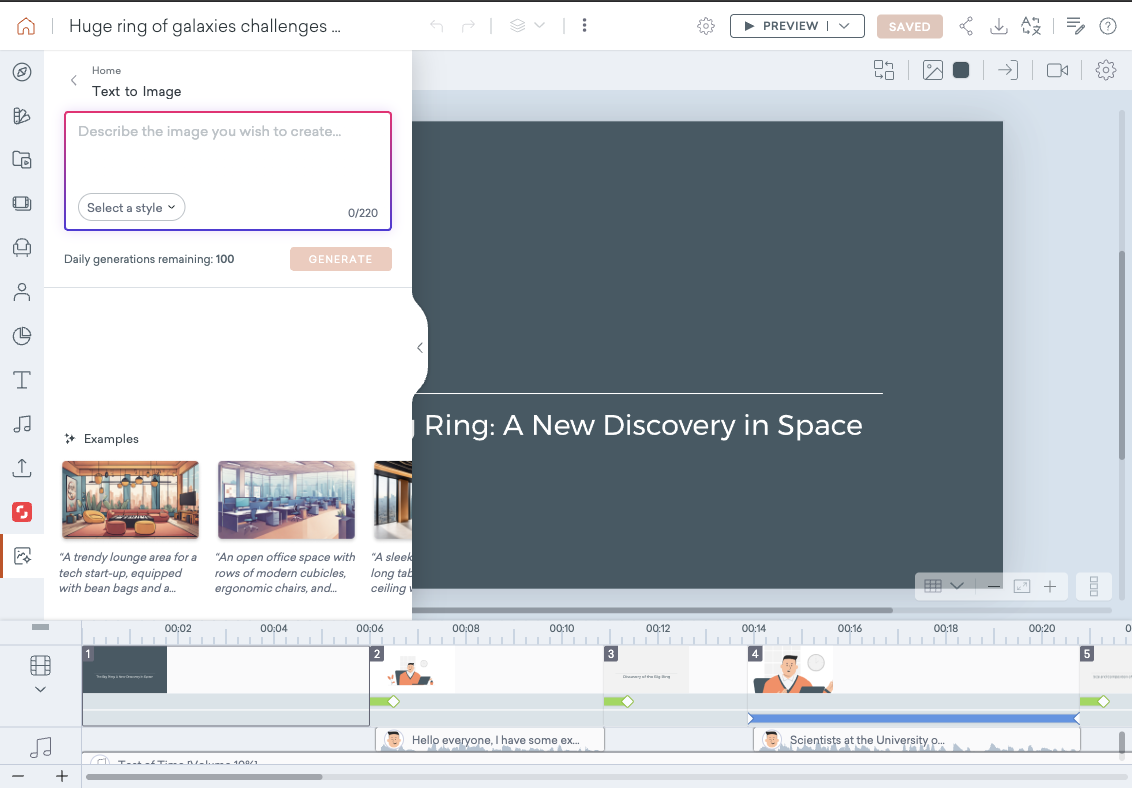 Huge ring of galaxies challenges ...
PREVIEW
SAVED
Home
Text to Image
Describe the image you wish to create...
Select a style
0/220
Daily generations remaining: 100
GENERATE
Ring: A New Discovery in Space
Examples
"A trendy lounge area for a
tech start-up, equipped
with bean bags and a...
"An open office space with
rows of modern cubicles,
ergonomic chairs, and...
"A sleek
long tab
ceiling
00:02
00:04
00:06
00:08
00:10
00:12
00:14
00:16
00:18
00:20
1
2
3
4
5
Discovery of the Big Ring
Hello everyone, I have some ex...
Scientists at the University o...
Test of Time [Volume 10%]